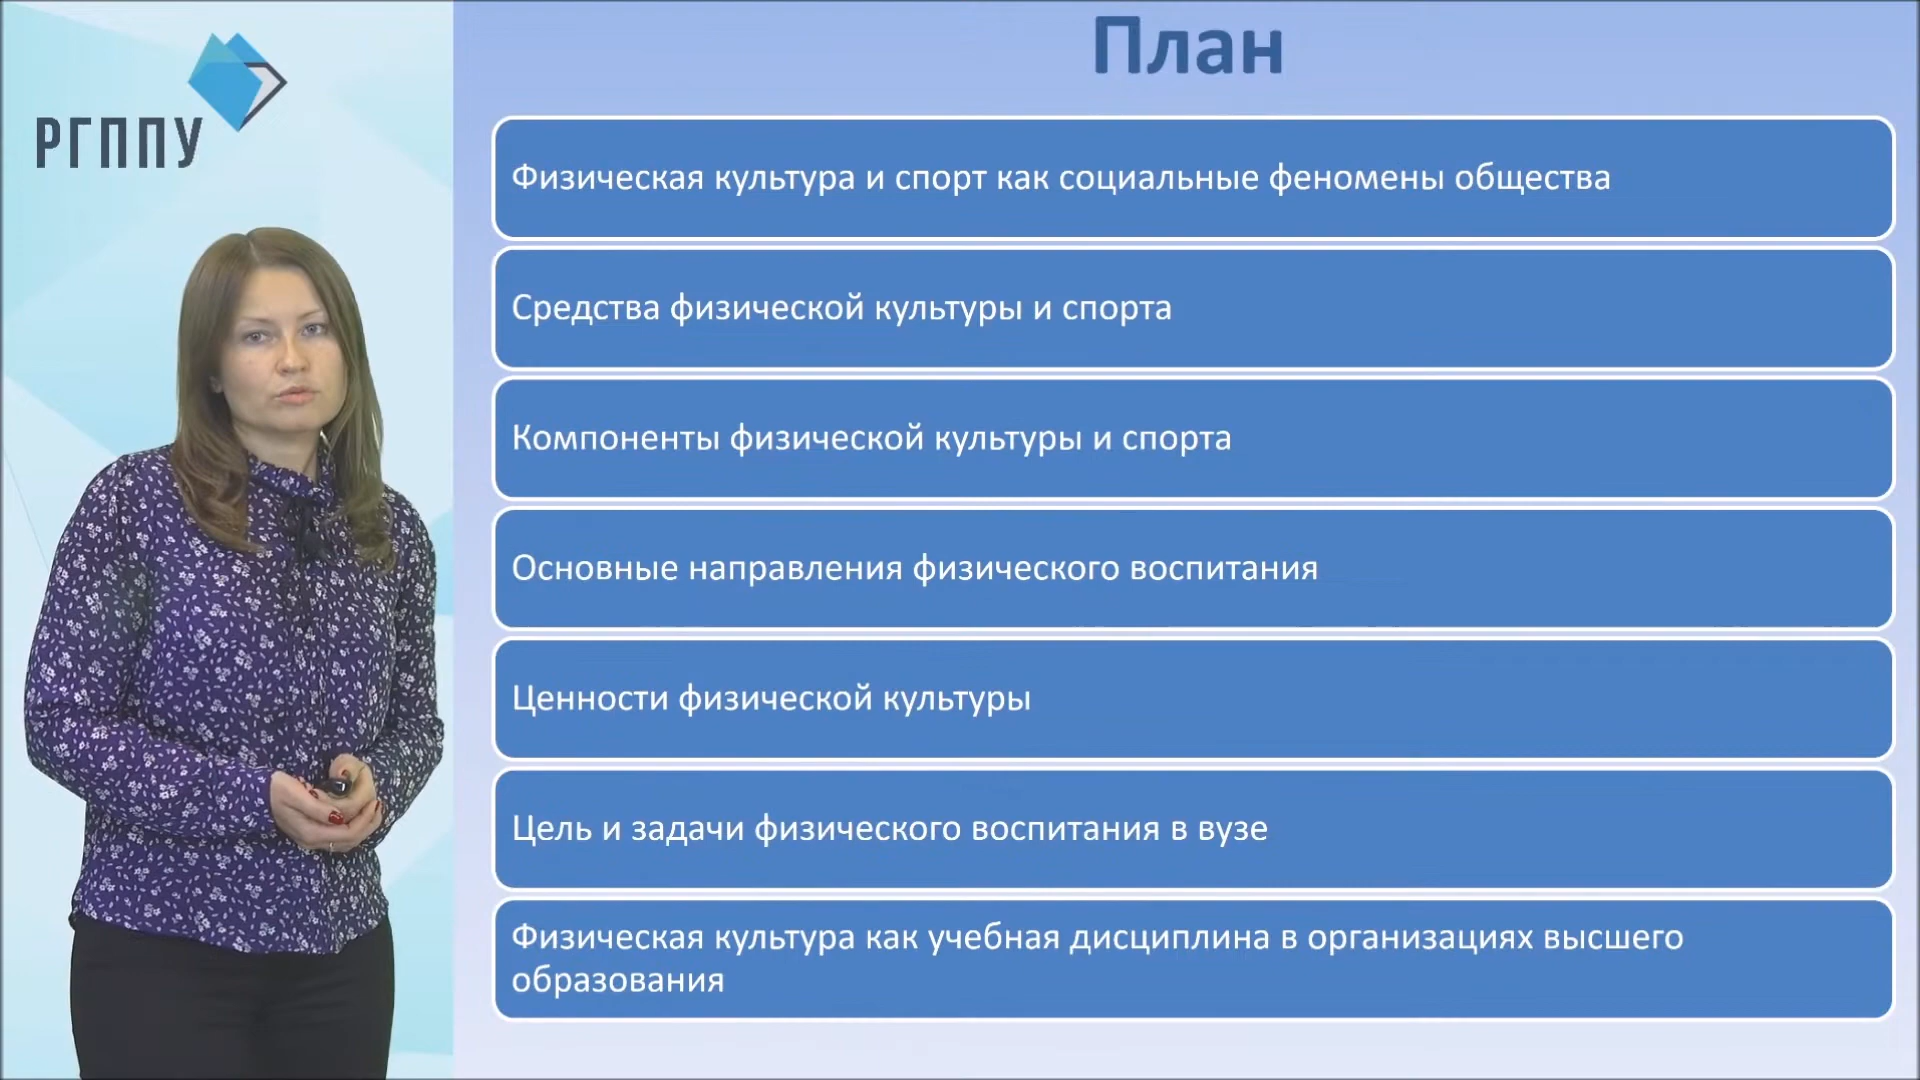 РГППУ
План
Физическая культура и спорт как социальные феномены общества
Средства физической культуры и спорта
Компоненты физической культуры и спорта
Основные направления физического воспитания
Ценности физической культуры
Цель и задачи физического воспитания в вузе
Физическая культура как учебная дисциплина в организациях высшего
образования